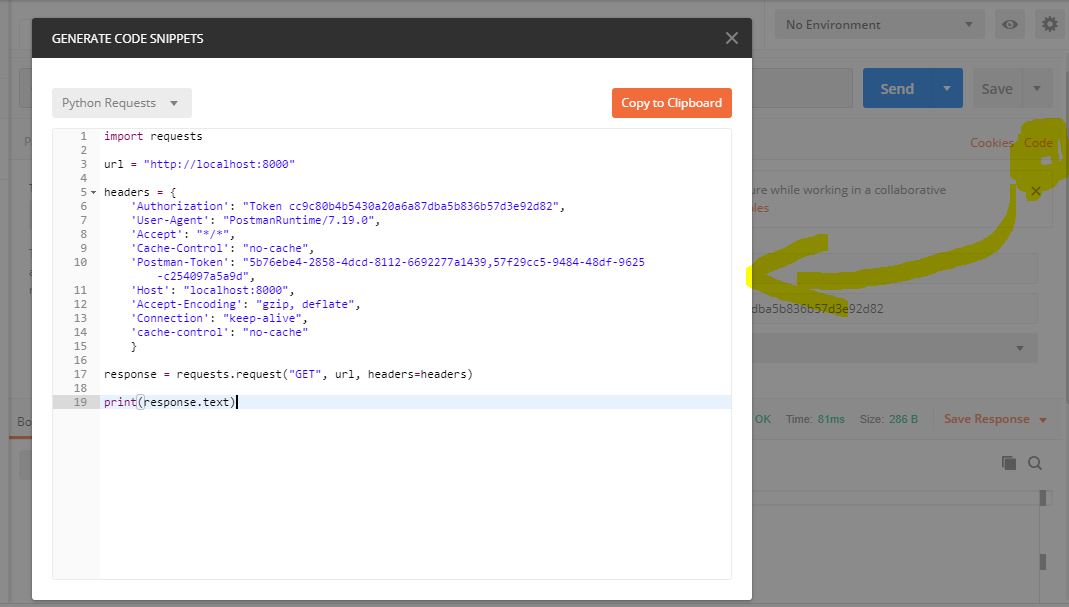 GENERATE CODE SNIPPETS
No Environment
Python Requests
Copy to Clipboard
Send
Save
Cookies
Code
1 import requests
2
3 url = "http://localhost:8000"
4
5 headers = {
6 'Authorization': "Token cc9c80b4b5430a20a6a87dba5b836b57d3e92d82",
7 'User-Agent': "PostmanRuntime/7.19.0",
8 'Accept': "*/*",
9 'Cache-Control': "no-cache",
10 'Postman-Token': "5b76ebe4-2858-4dcd-8112-6692277a1439,57f29cc5-9484-48df-9625
-c254097a5a9d",
11 'Host': "localhost:8000",
12 'Accept-Encoding': "gzip, deflate",
13 'Connection': "keep-alive",
14 'cache-control': "no-cache"
15 }
16
17 response = requests.request("GET", url, headers=headers)
18
19 print(response.text)
ure while working in a collaborative
les
dba5b836b57d3e92d82
Bo
OK Time: 81ms Size: 286 B Save Response